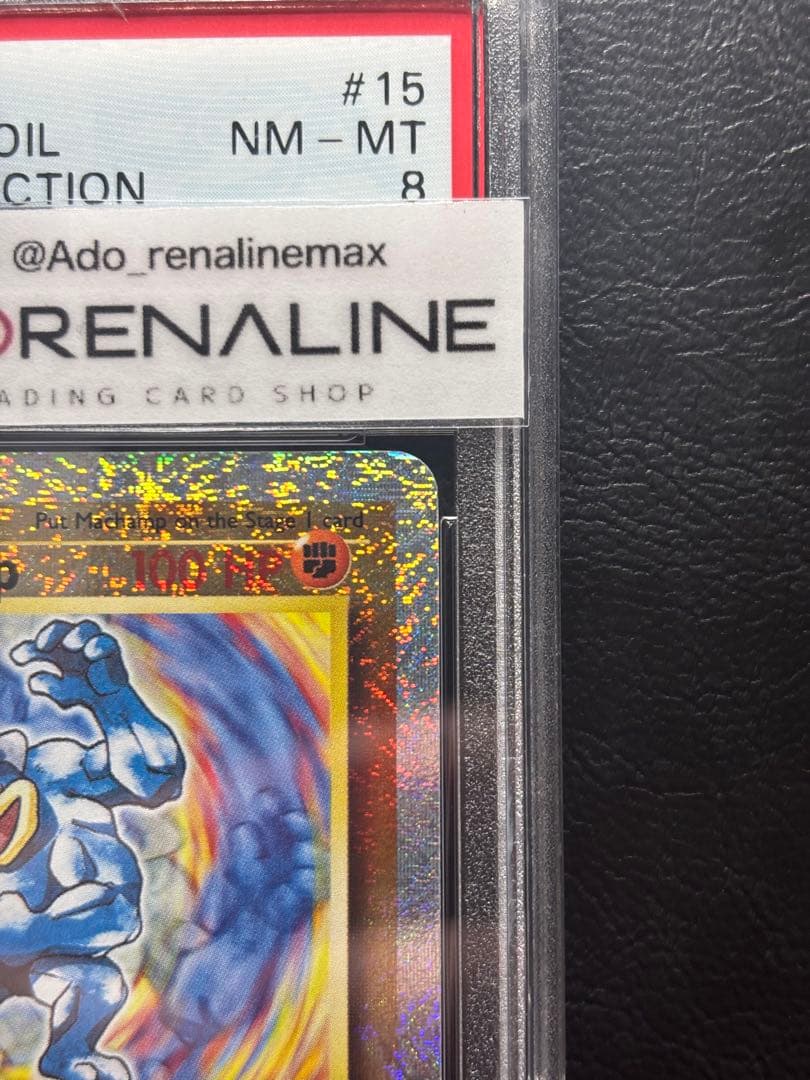 #15
OIL NM - MT
CTION 8
@Ado_renalinemax
RENALINE
ADING CARD SHOP
Put Machamp on the Stage I card
p 100 HP